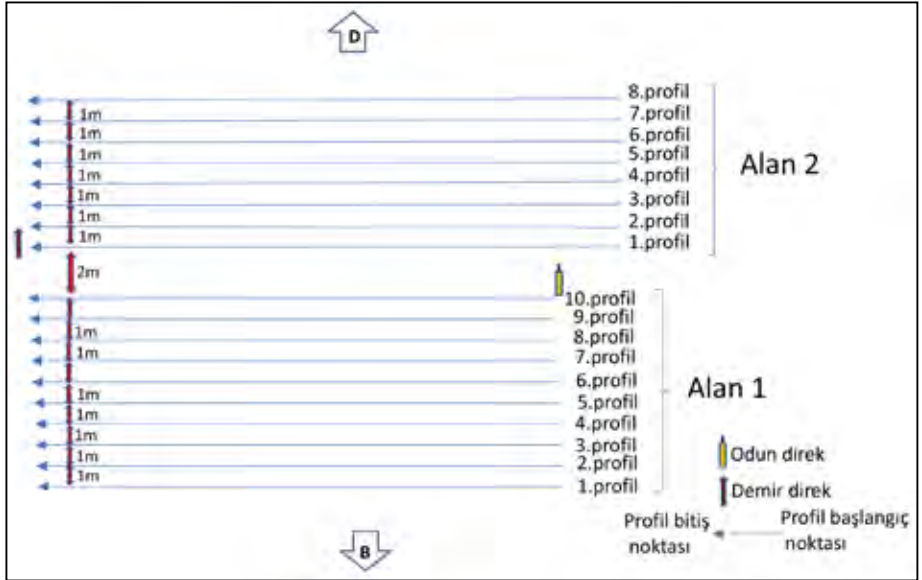 D
8.profil
1m
7.profil
1m
6.profil
1m
5.profil
1m
4.profil
1m
3.profil
1m
2.profil
1m
1.profil
Alan 2
2m
10.profil
9.profil
1m
8.profil
1m
7.profil
6.profil
1m
5.profil
1m
4.profil
1m
3.profil
1m
2.profil
1m
1.profil
Alan 1
Odun direk
Demir direk
Profil bitiş
noktası
Profil başlangıç
noktası
B